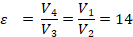 ε = V₄/V₃ = V₁/V₂ = 14